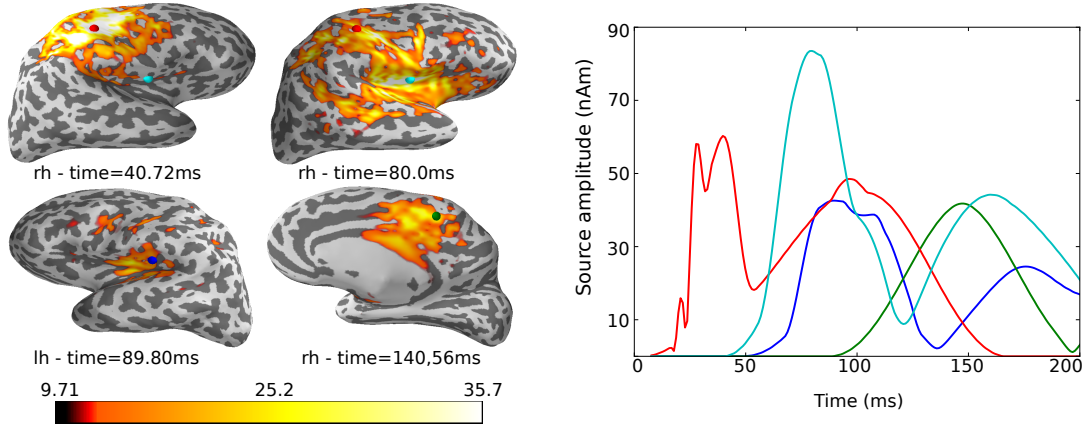 rh - time=40.72ms
rh - time=80.0ms
lh - time=89.80ms
rh - time=140,56ms
9.71 25.2 35.7
90
70
50
30
10
Source amplitude (nAm)
0 50 100 150 200
Time (ms)